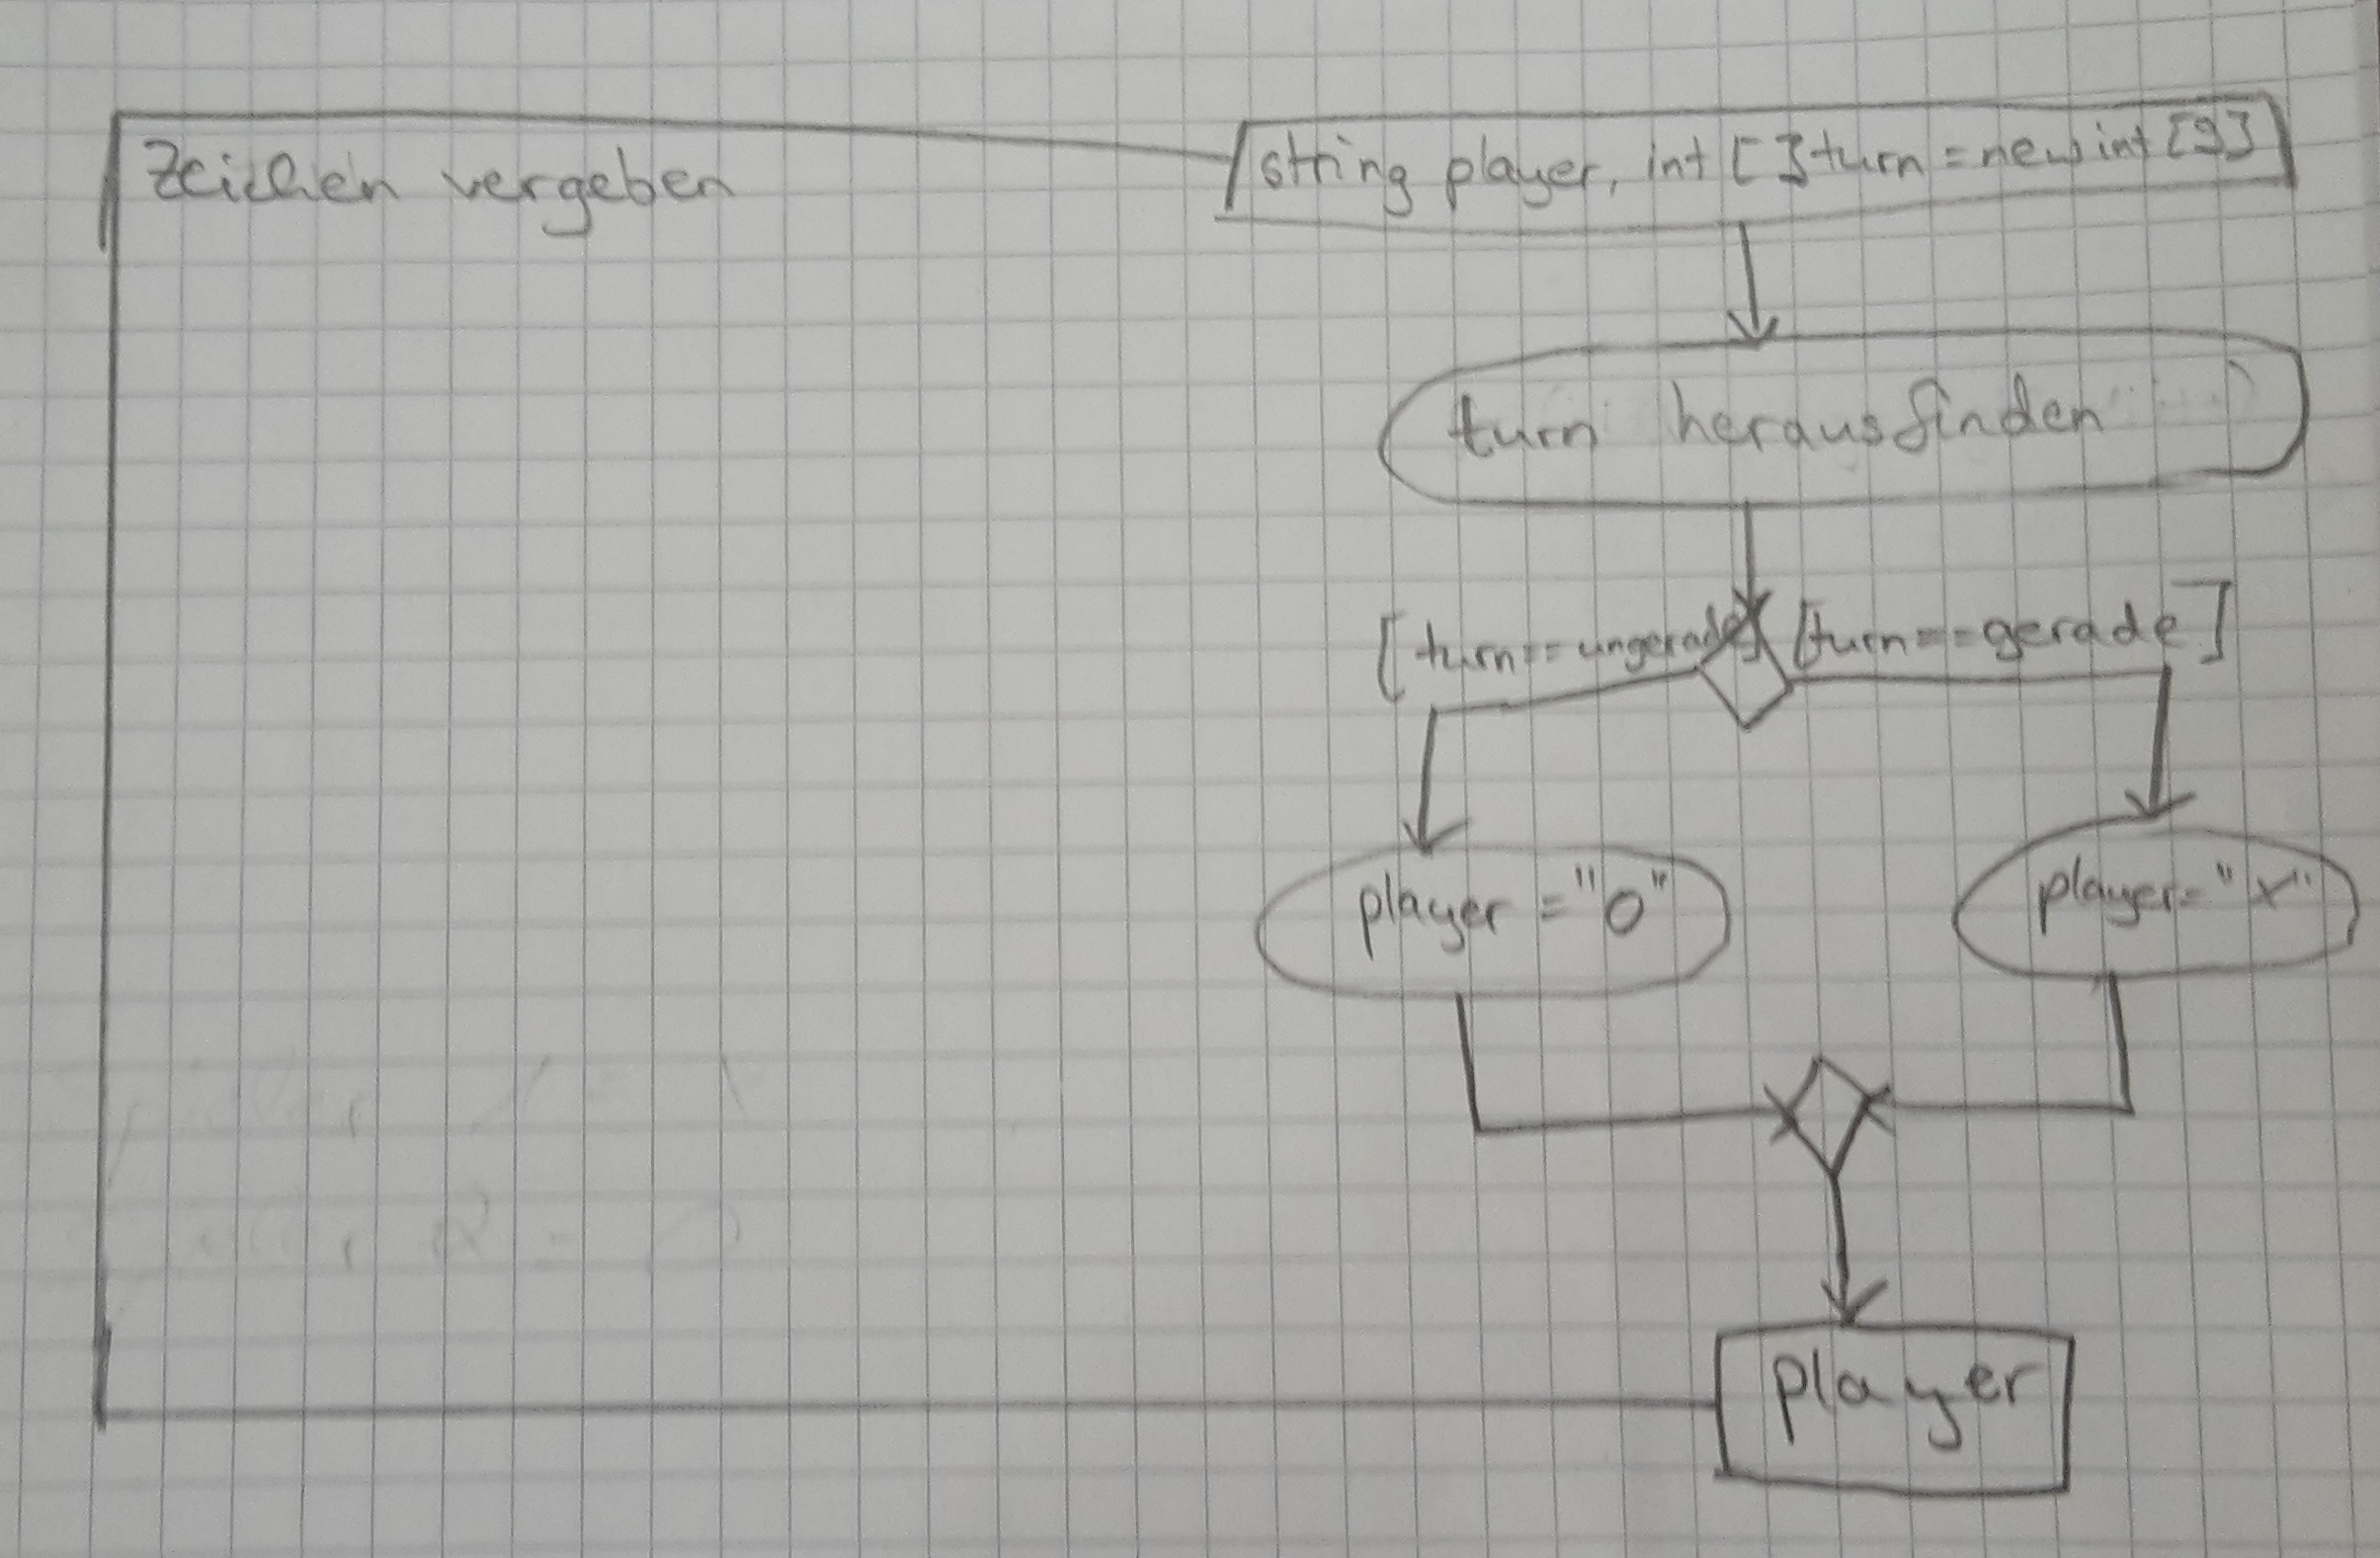 Zeichen vergeben
string player, int [ ] turn = new int [9]
turn herausfinden
[turn == ungerade] [turn == gerade]
player = "O" player = "X"
player